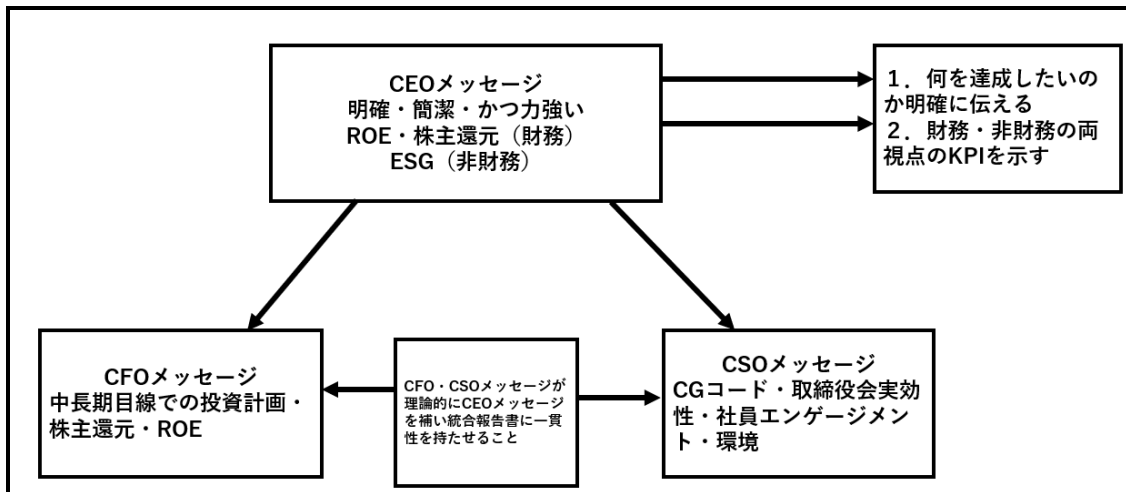 CEOメッセージ
明確・簡潔・かつ力強い
ROE・株主還元（財務）
ESG（非財務）
１．何を達成したいの
か明確に伝える
２．財務・非財務の両
視点のKPIを示す
CFOメッセージ
中長期目線での投資計画・
株主還元・ROE
CFO・CSOメッセージが
理論的にCEOメッセージ
を補い統合報告書に一貫
性を持たせること
CSOメッセージ
CGコード・取締役会実効
性・社員エンゲージメン
ト・環境